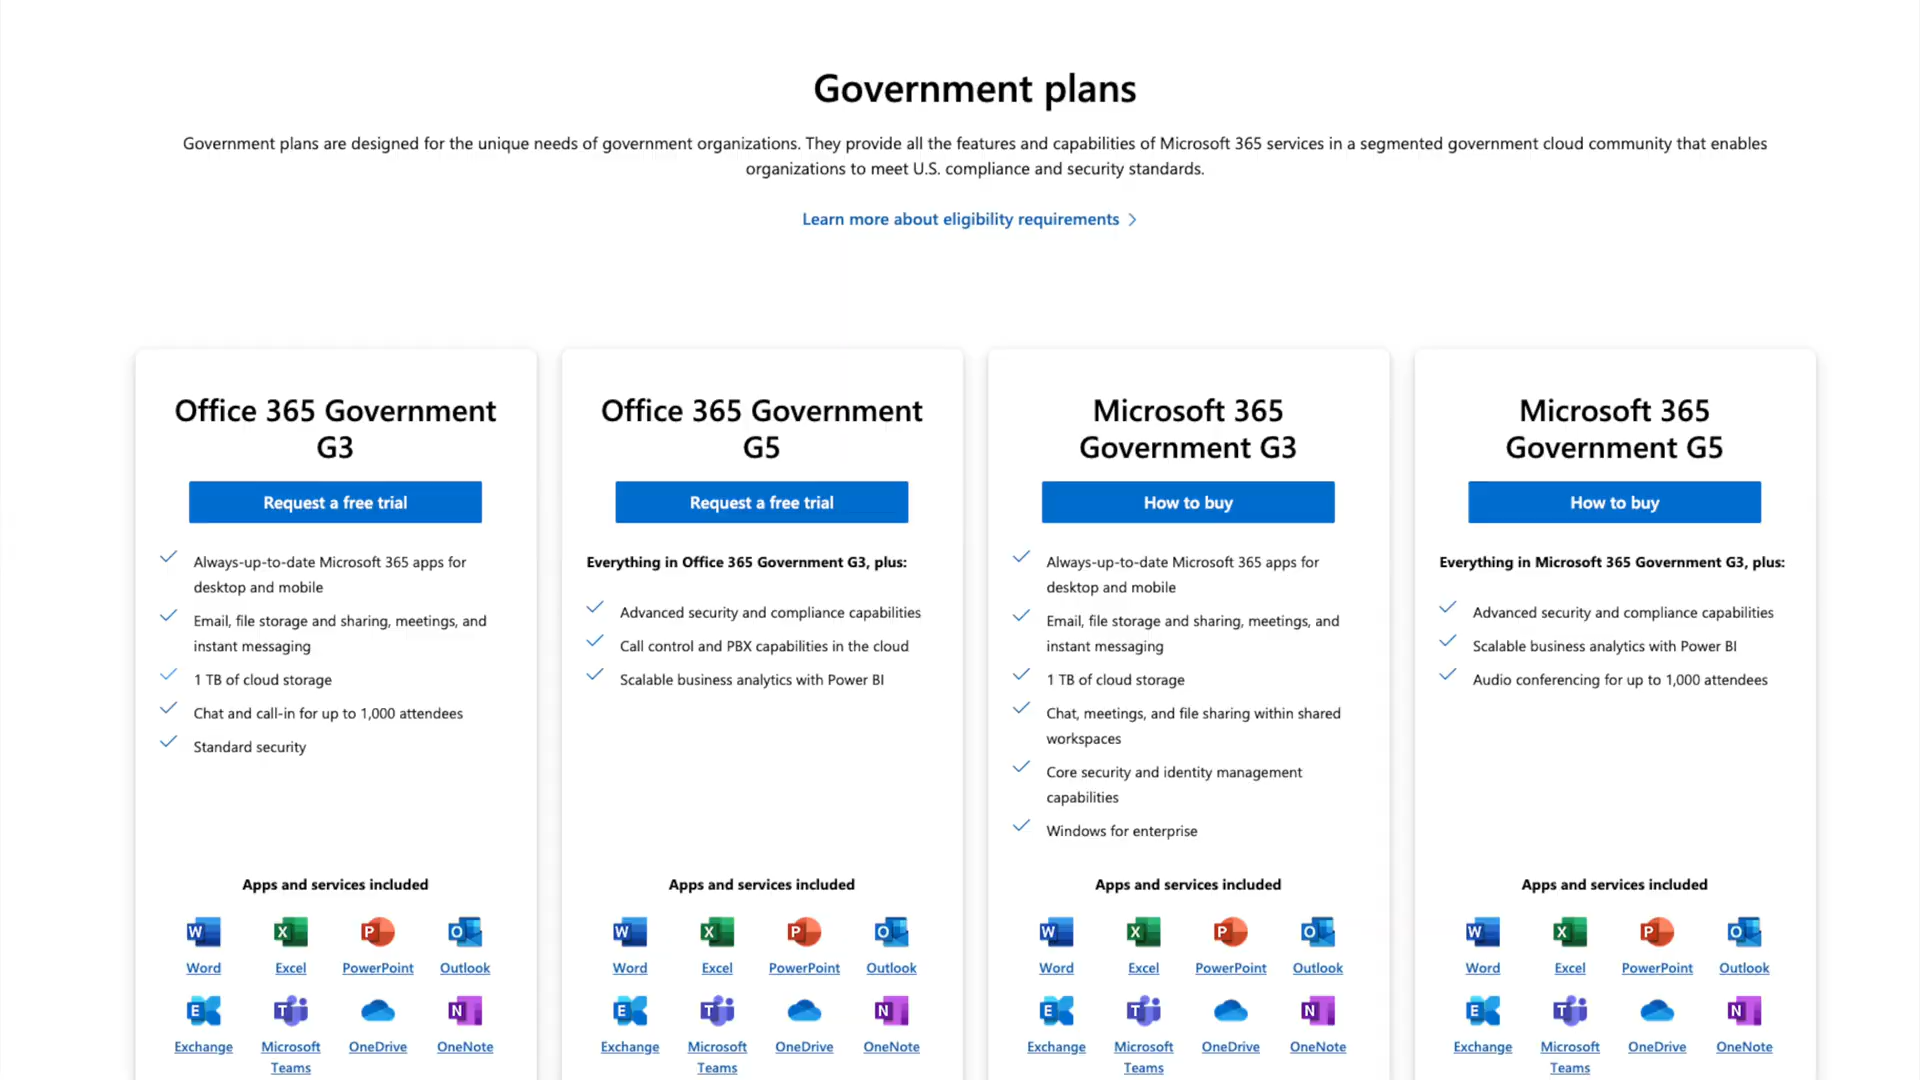 Government plans
Government plans are designed for the unique needs of government organizations. They provide all the features and capabilities of Microsoft 365 services in a segmented government cloud community that enables
organizations to meet U.S. compliance and security standards.
Learn more about eligibility requirements
Office 365 Government
G3
Request a free trial
Always-up-to-date Microsoft 365 apps for
desktop and mobile
Email, file storage and sharing, meetings, and
instant messaging
1 TB of cloud storage
Chat and call-in for up to 1,000 attendees
Standard security
Apps and services included
Word Excel PowerPoint Outlook
Exchange Microsoft OneDrive OneNote
Teams
Office 365 Government
G5
Request a free trial
Everything in Office 365 Government G3, plus:
Advanced security and compliance capabilities
Call control and PBX capabilities in the cloud
Scalable business analytics with Power BI
Apps and services included
Word Excel PowerPoint Outlook
Exchange Microsoft OneDrive OneNote
Teams
Microsoft 365
Government G3
How to buy
Always-up-to-date Microsoft 365 apps for
desktop and mobile
Email, file storage and sharing, meetings, and
instant messaging
1 TB of cloud storage
Chat, meetings, and file sharing within shared
workspaces
Core security and identity management
capabilities
Windows for enterprise
Apps and services included
Word Excel PowerPoint Outlook
Exchange Microsoft OneDrive OneNote
Teams
Microsoft 365
Government G5
How to buy
Everything in Microsoft 365 Government G3, plus:
Advanced security and compliance capabilities
Scalable business analytics with Power BI
Audio conferencing for up to 1,000 attendees
Apps and services included
Word Excel PowerPoint Outlook
Exchange Microsoft OneDrive OneNote
Teams